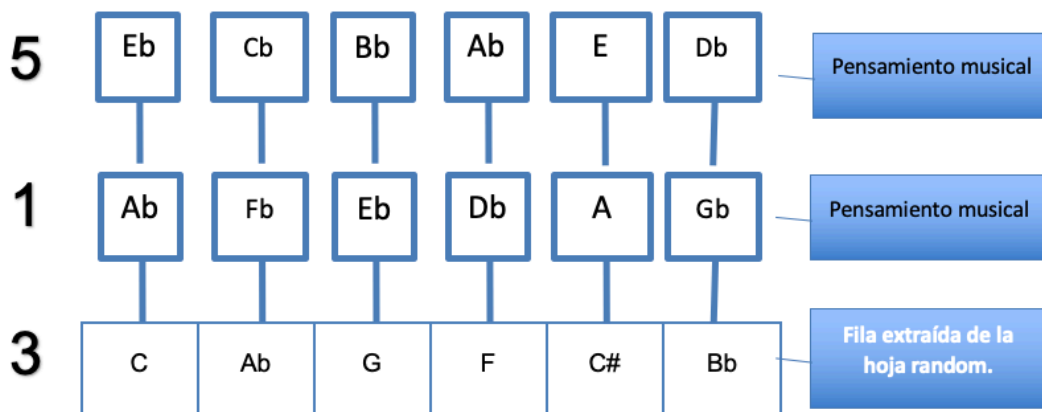 5 Eb Cb Bb Ab E Db Pensamiento musical
1 Ab Fb Eb Db A Gb Pensamiento musical
3 C Ab G F C# Bb Fila extraída de la
hoja random.